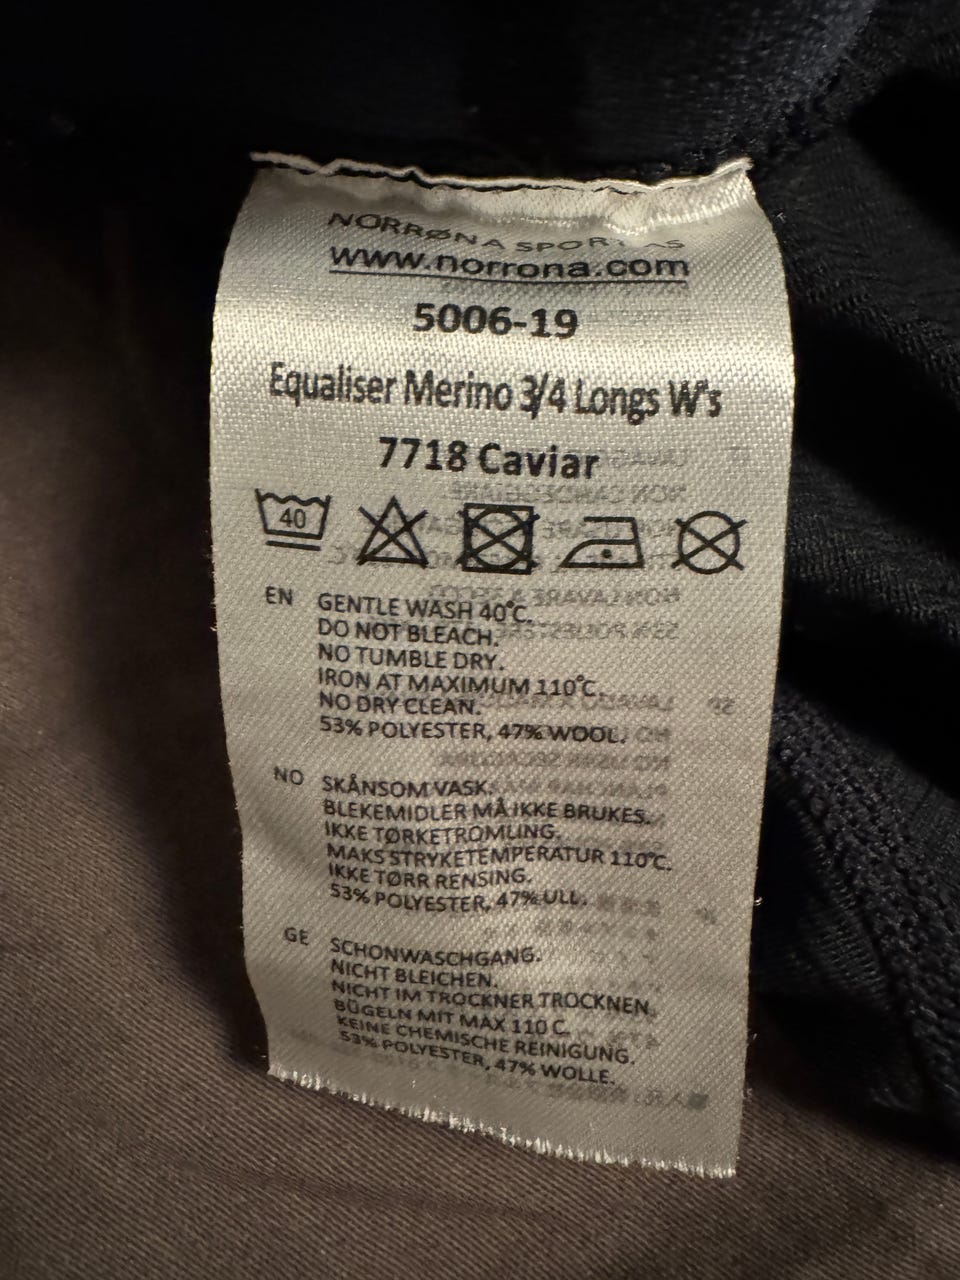 NORRØNA SPORT AS
www.norrona.com
5006-19
Equaliser Merino 3/4 Longs W's
7718 Caviar
40
EN GENTLE WASH 40°C.
DO NOT BLEACH.
NO TUMBLE DRY.
IRON AT MAXIMUM 110°C.
NO DRY CLEAN.
53% POLYESTER, 47% WOOL.
NO SKÅNSOM VASK.
BLEKEMIDLER MÅ IKKE BRUKES.
IKKE TØRKETROMLING.
MAKS STRYKETEMPERATUR 110°C.
IKKE TØRR RENSING.
53% POLYESTER, 47% ULL.
GE SCHONWASCHGANG.
NICHT BLEICHEN.
NICHT IM TROCKNER TROCKNEN.
BÜGELN MIT MAX 110 C.
KEINE CHEMISCHE REINIGUNG.
53% POLYESTER, 47% WOLLE.